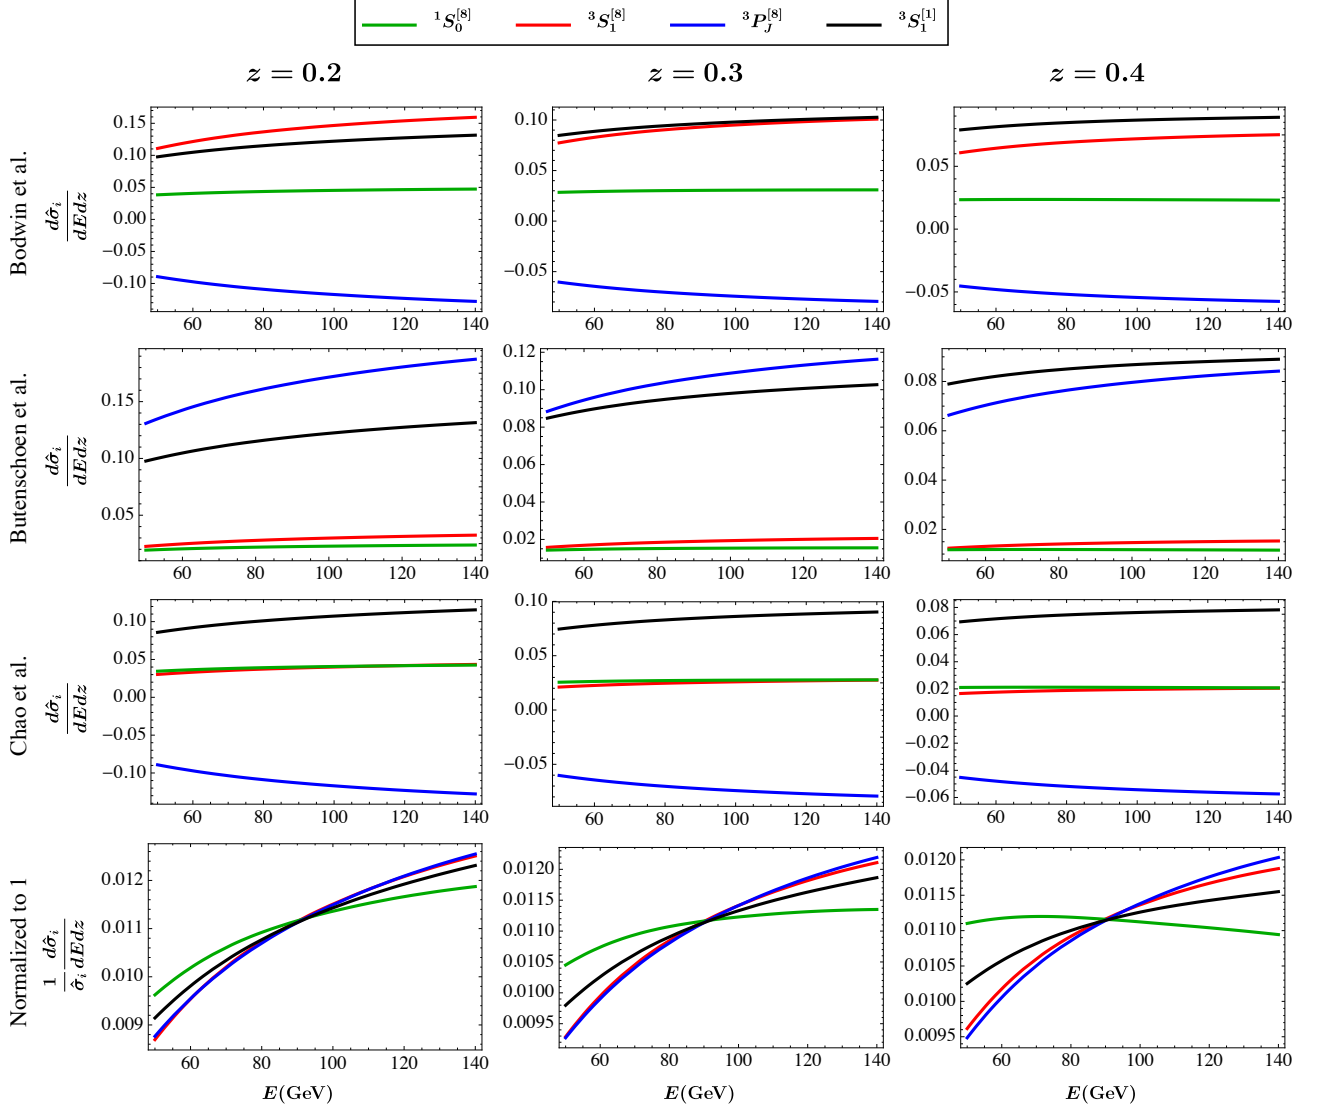 ¹S₀^[8] ³S₁^[8] ³P_J^[8] ³S₁^[1]
z = 0.2 z = 0.3 z = 0.4
Bodwin et al.
dσ̂ᵢ
dEdz
0.15
0.10
0.05
0.00
−0.05
−0.10
60 80 100 120 140
0.10
0.05
0.00
−0.05
60 80 100 120 140
0.05
0.00
−0.05
60 80 100 120 140
Butenschoen et al.
dσ̂ᵢ
dEdz
0.15
0.10
0.05
60 80 100 120 140
0.12
0.10
0.08
0.06
0.04
0.02
60 80 100 120 140
0.08
0.06
0.04
0.02
60 80 100 120 140
Chao et al.
dσ̂ᵢ
dEdz
0.10
0.05
0.00
−0.05
−0.10
60 80 100 120 140
0.10
0.05
0.00
−0.05
60 80 100 120 140
0.08
0.06
0.04
0.02
0.00
−0.02
−0.04
−0.06
60 80 100 120 140
Normalized to 1
1 dσ̂ᵢ
σ̂ᵢ dEdz
0.012
0.011
0.010
0.009
60 80 100 120 140
0.0120
0.0115
0.0110
0.0105
0.0100
0.0095
60 80 100 120 140
0.0120
0.0115
0.0110
0.0105
0.0100
0.0095
60 80 100 120 140
E(GeV) E(GeV) E(GeV)